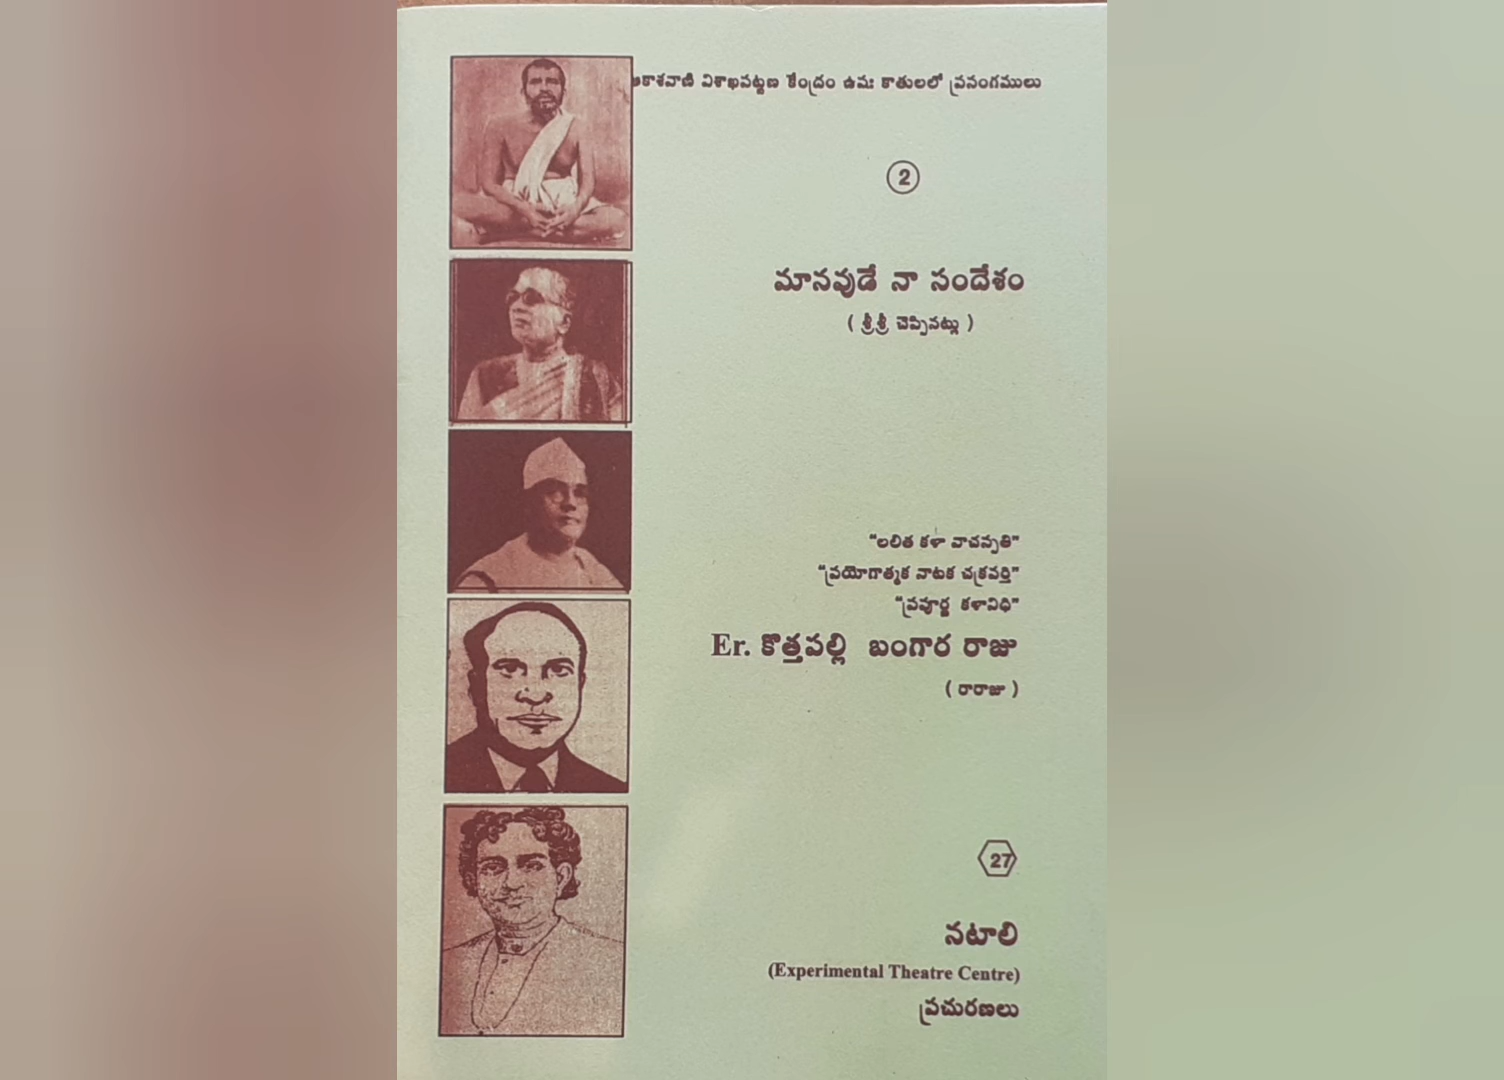 ఆకాశవాణి విశాఖపట్టణ కేంద్రం ఉషః కాతులలో ప్రసంగములు
2
మానవుడే నా సందేశం
( శ్రీశ్రీ చెప్పినట్లు )
"లలిత కళా వాచస్పతి"
"ప్రయోగాత్మక నాటక చక్రవర్తి"
"ప్రపూర్ణ కళానిధి"
Er. కొత్తపల్లి బంగార రాజు
( రారాజు )
27
నటాలి
(Experimental Theatre Centre)
ప్రచురణలు